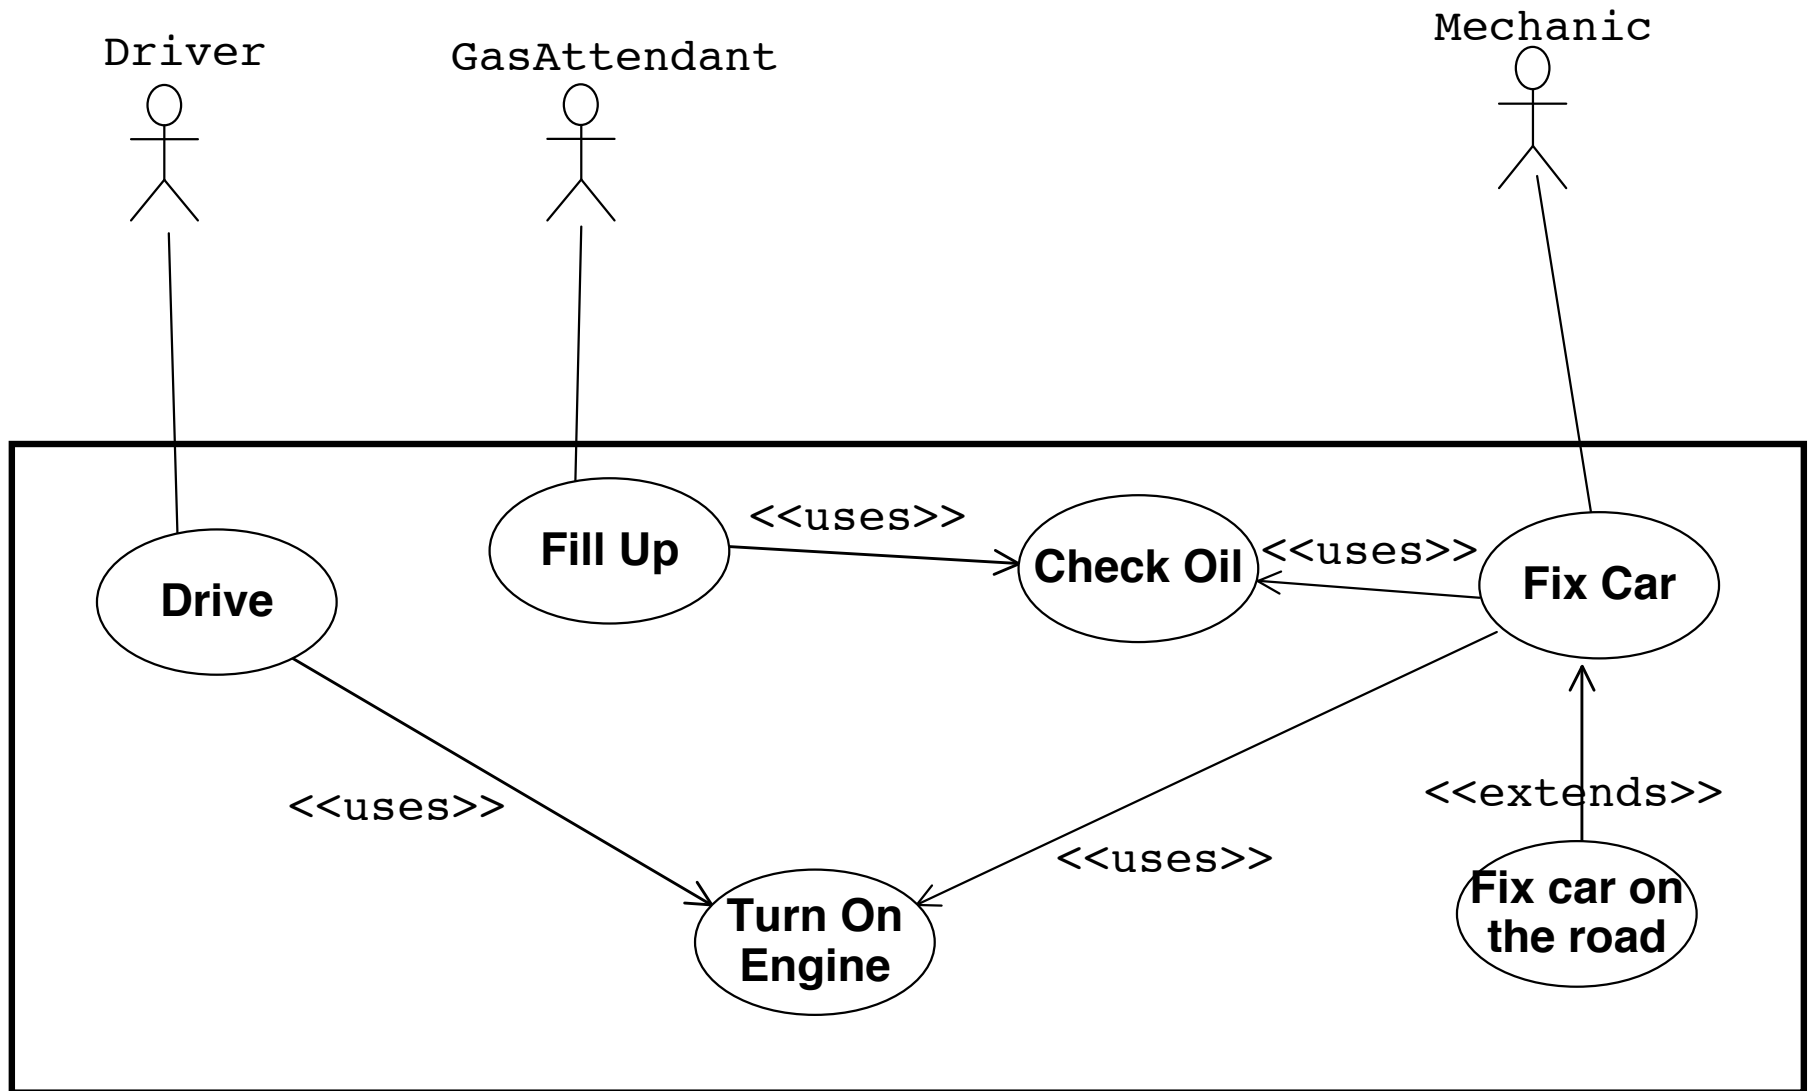 Driver
GasAttendant
Mechanic
Fill Up
<<uses>>
Check Oil
<<uses>>
Fix Car
Drive
<<uses>>
<<uses>>
<<extends>>
Turn On
Engine
Fix car on
the road